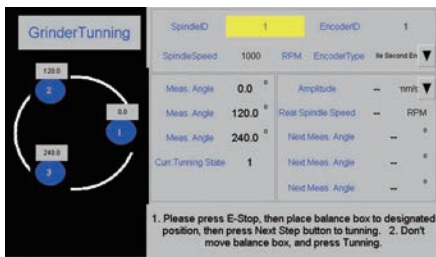 GrinderTunning
SpindleID 1 EncoderID 1
SpindleSpeed 1000 RPM EncoderType Second En
120.0
2
0.0
1
240.0
3
Meas. Angle 0.0 ° Amplitude -- mm/s
Meas. Angle 120.0 ° Real Spindle Speed -- RPM
Meas. Angle 240.0 ° Next Meas. Angle -- °
Curr.Tunning State 1 Next Meas. Angle -- °
Next Meas. Angle -- °
1. Please press E-Stop, then place balance box to designated
position, then press Next Step button to tunning. 2. Don't
move balance box, and press Tunning.